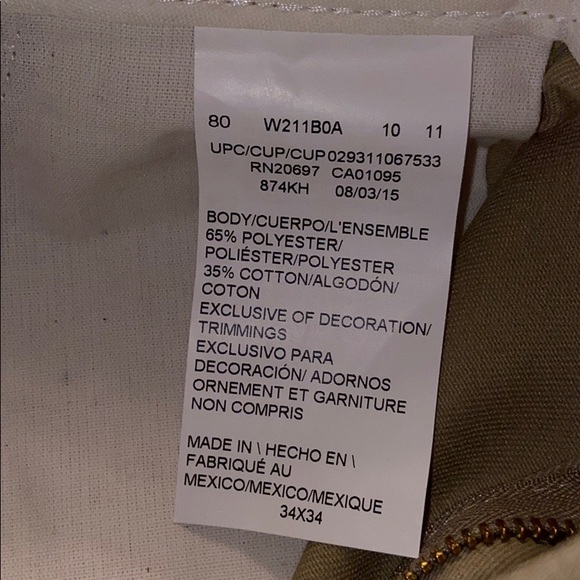 80 W211B0A 10 11
UPC/CUP/CUP 029311067533
RN20697 CA01095
874KH 08/03/15
BODY/CUERPO/L'ENSEMBLE
65% POLYESTER/
POLIÉSTER/POLYESTER
35% COTTON/ALGODÓN/
COTON
EXCLUSIVE OF DECORATION/
TRIMMINGS
EXCLUSIVO PARA
DECORACIÓN/ ADORNOS
ORNEMENT ET GARNITURE
NON COMPRIS
MADE IN \ HECHO EN \
FABRIQUÉ AU
MEXICO/MEXICO/MEXIQUE
34X34